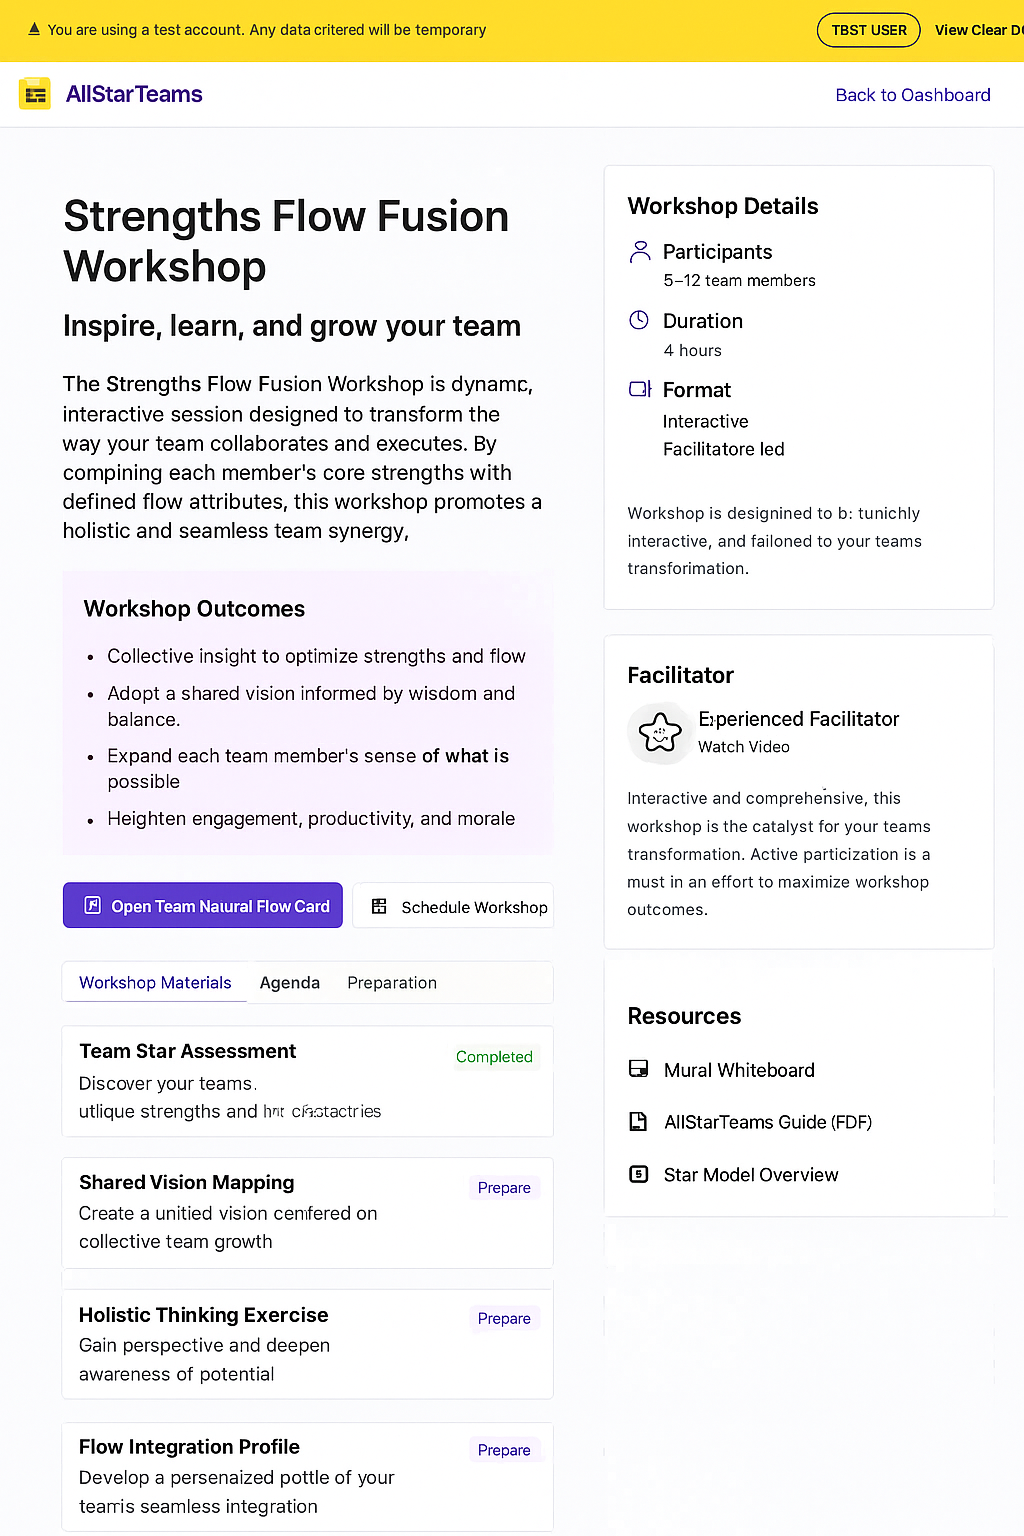 You are using a test account. Any data critered will be temporary
TBST USER
View Clear D
AllStarTeams
Back to Oashboard
Strengths Flow Fusion
Workshop
Inspire, learn, and grow your team
The Strengths Flow Fusion Workshop is dynamc,
interactive session designed to transform the
way your team collaborates and executes. By
compining each member's core strengths with
defined flow attributes, this workshop promotes a
holistic and seamless team synergy,
Workshop Outcomes
• Collective insight to optimize strengths and flow
• Adopt a shared vision informed by wisdom and
balance.
• Expand each team member's sense of what is
possible
• Heighten engagement, productivity, and morale
Open Team Naural Flow Card
Schedule Workshop
Workshop Materials
Agenda
Preparation
Team Star Assessment
Completed
Discover your teams.
utlique strengths and
Shared Vision Mapping
Prepare
Create a unitied vision cenfered on
collective team growth
Holistic Thinking Exercise
Prepare
Gain perspective and deepen
awareness of potential
Flow Integration Profile
Prepare
Develop a persenaized pottle of your
tearris seamless integration
Workshop Details
Participants
5–12 team members
Duration
4 hours
Format
Interactive
Facilitatore led
Workshop is designined to b: tunichly
interactive, and failoned to your teams
transforimation.
Facilitator
Experienced Facilitator
Watch Video
Interactive and comprehensive, this
workshop is the catalyst for your teams
transformation. Active particization is a
must in an effort to maximize workshop
outcomes.
Resources
Mural Whiteboard
AllStarTeams Guide (FDF)
Star Model Overview